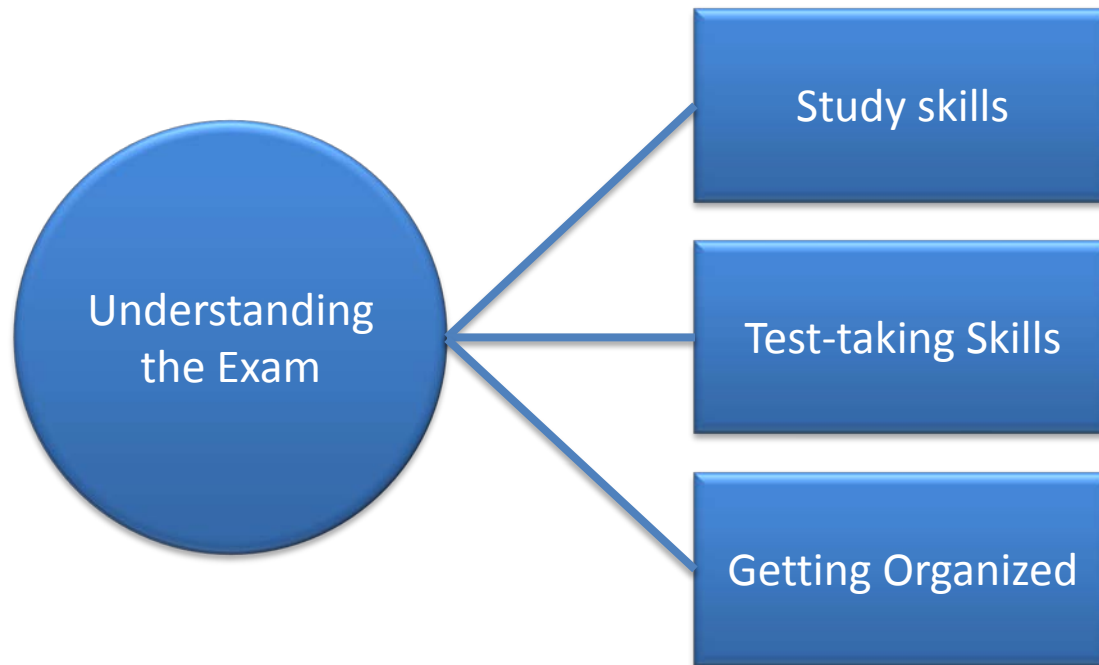 Understanding
the Exam
Study skills
Test-taking Skills
Getting Organized